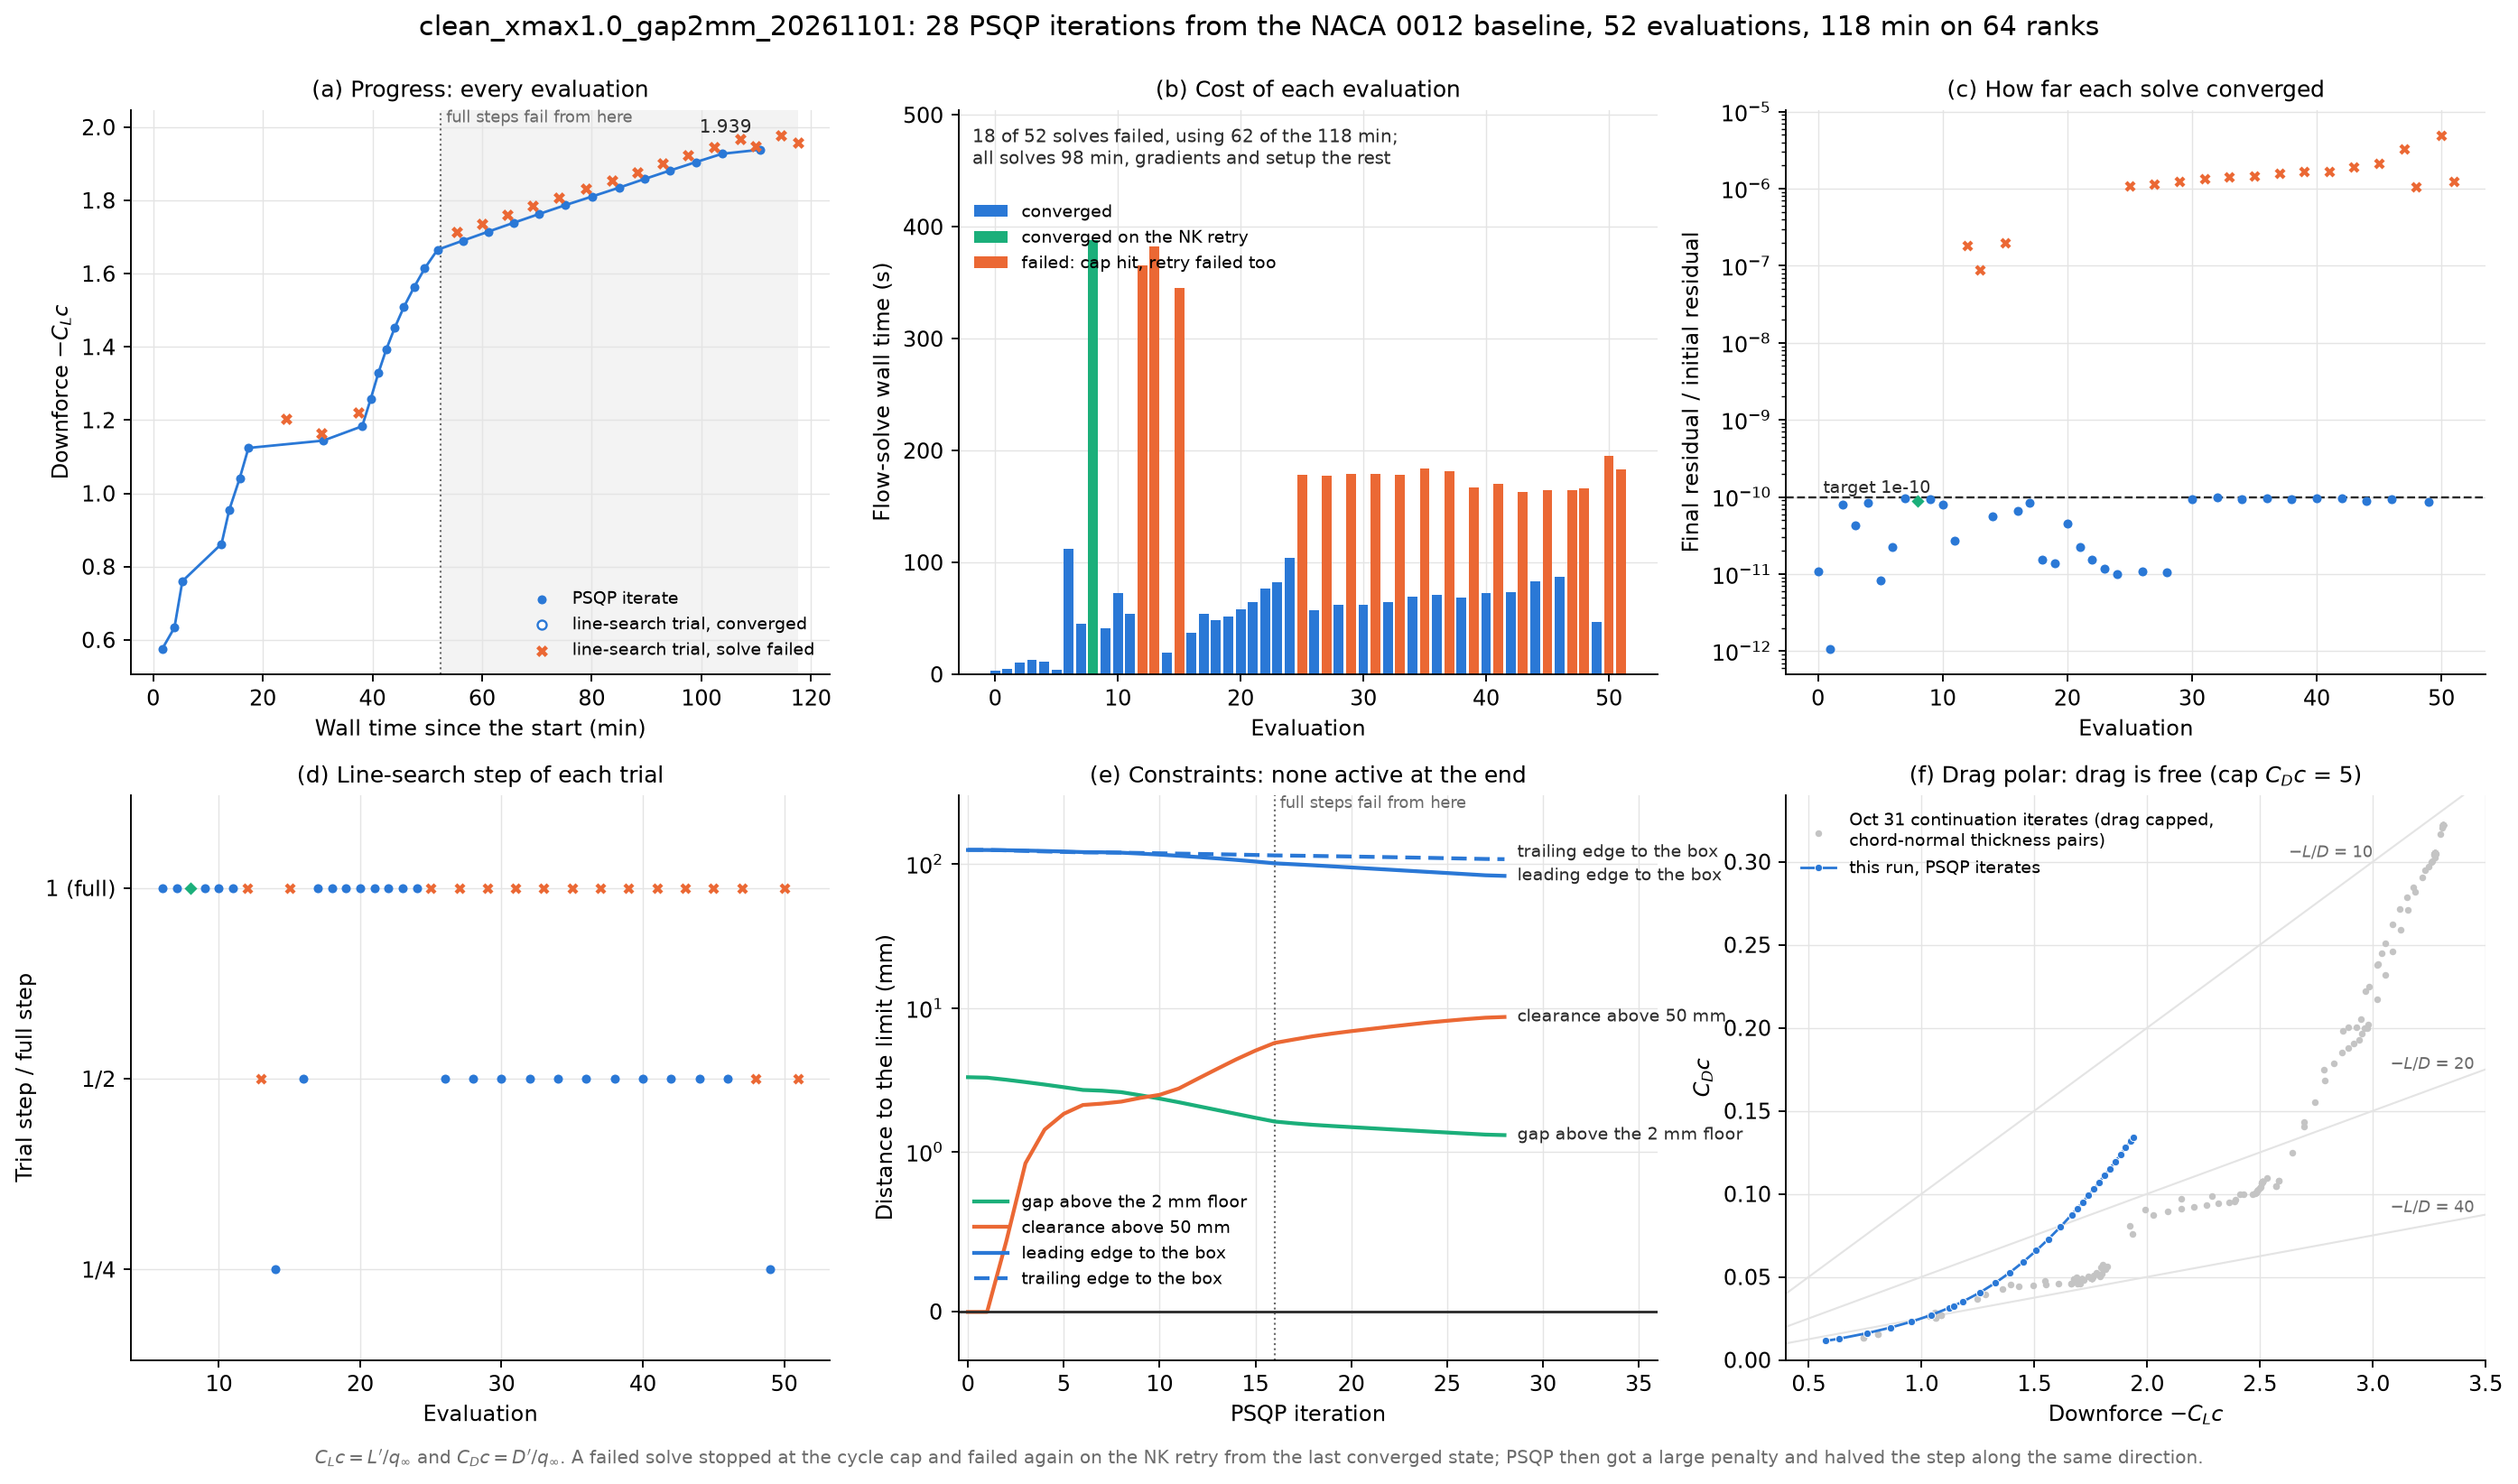 clean_xmax1.0_gap2mm_20261101: 28 PSQP iterations from the NACA 0012 baseline, 52 evaluations, 118 min on 64 ranks
(a) Progress: every evaluation
full steps fail from here
1.939
2.0
1.8
1.6
1.4
1.2
1.0
0.8
0.6
Downforce −C_L c
PSQP iterate
line-search trial, converged
line-search trial, solve failed
0 20 40 60 80 100 120
Wall time since the start (min)
(b) Cost of each evaluation
18 of 52 solves failed, using 62 of the 118 min;
all solves 98 min, gradients and setup the rest
converged
converged on the NK retry
failed: cap hit, retry failed too
500
400
300
200
100
0
Flow-solve wall time (s)
0 10 20 30 40 50
Evaluation
(c) How far each solve converged
10⁻⁵
10⁻⁶
10⁻⁷
10⁻⁸
10⁻⁹
10⁻¹⁰
10⁻¹¹
10⁻¹²
Final residual / initial residual
target 1e-10
0 10 20 30 40 50
Evaluation
(d) Line-search step of each trial
1 (full)
1/2
1/4
Trial step / full step
10 20 30 40 50
Evaluation
(e) Constraints: none active at the end
full steps fail from here
10²
10¹
10⁰
0
Distance to the limit (mm)
trailing edge to the box
leading edge to the box
clearance above 50 mm
gap above the 2 mm floor
gap above the 2 mm floor
clearance above 50 mm
leading edge to the box
trailing edge to the box
0 5 10 15 20 25 30 35
PSQP iteration
(f) Drag polar: drag is free (cap C_D c = 5)
Oct 31 continuation iterates (drag capped,
chord-normal thickness pairs)
this run, PSQP iterates
−L/D = 10
−L/D = 20
−L/D = 40
0.30
0.25
0.20
0.15
0.10
0.05
0.00
C_D c
0.5 1.0 1.5 2.0 2.5 3.0 3.5
Downforce −C_L c
C_L c = L′/q∞ and C_D c = D′/q∞. A failed solve stopped at the cycle cap and failed again on the NK retry from the last converged state; PSQP then got a large penalty and halved the step along the same direction.